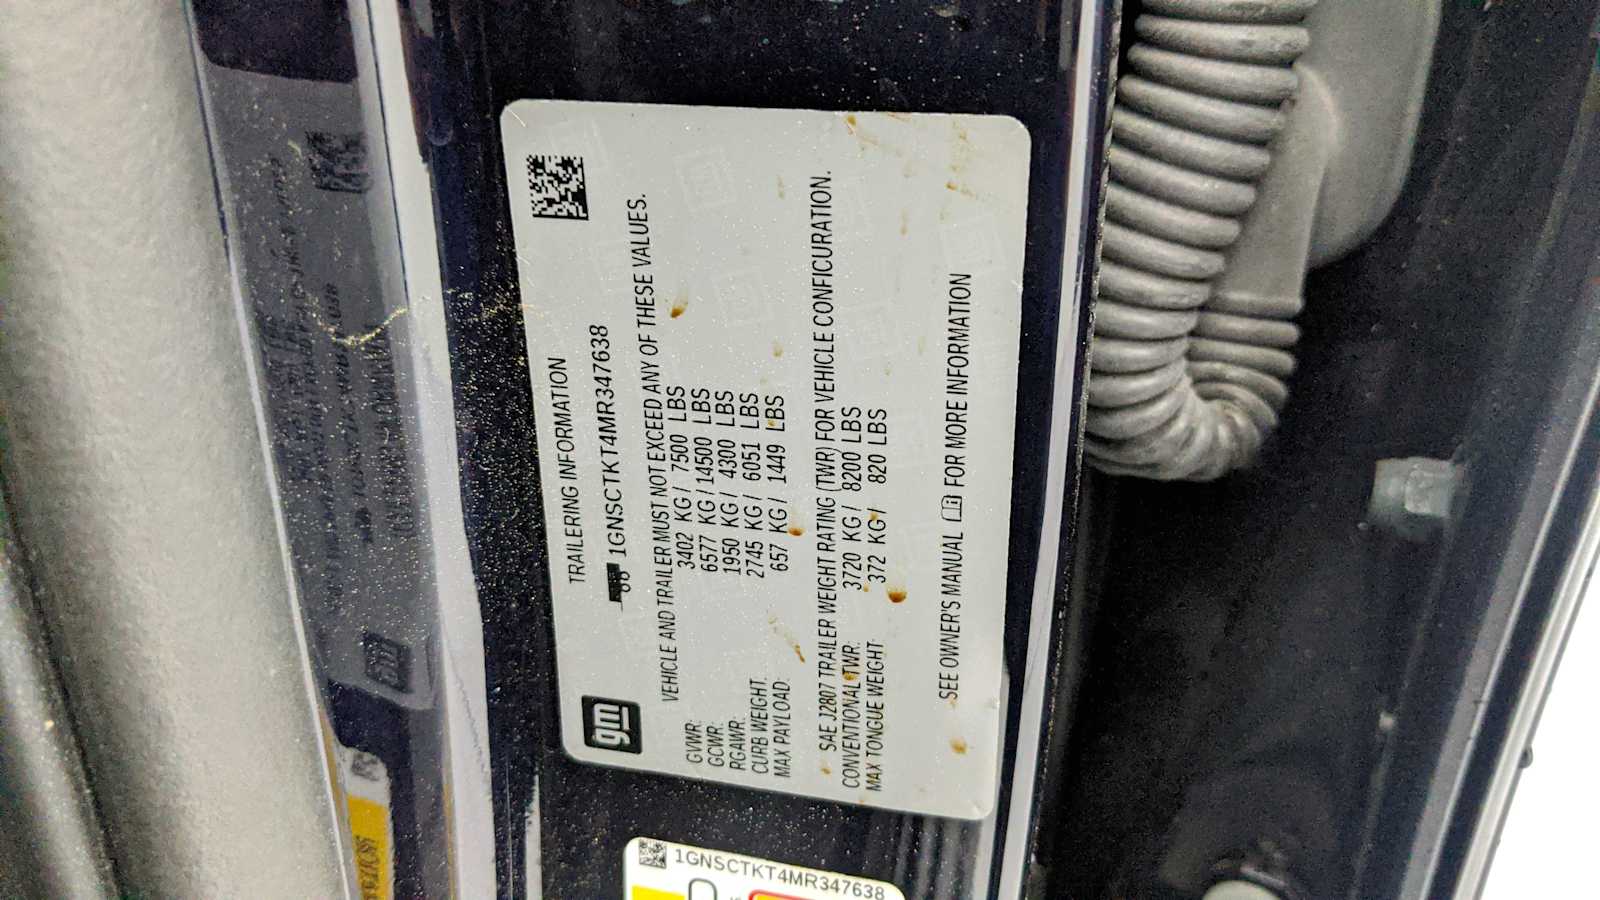 TRAILERING INFORMATION
1GNSCTKT4MR347638
gm
VEHICLE AND TRAILER MUST NOT EXCEED ANY OF THESE VALUES.
GVWR: 3402 KG / 7500 LBS
GCWR: 6577 KG / 14500 LBS
RGAWR: 1950 KG / 4300 LBS
CURB WEIGHT: 2745 KG / 6051 LBS
MAX PAYLOAD: 657 KG / 1449 LBS
SAE J2807 TRAILER WEIGHT RATING (TWR) FOR VEHICLE CONFIGURATION.
CONVENTIONAL TWR: 3720 KG / 8200 LBS
MAX TONGUE WEIGHT: 372 KG / 820 LBS
SEE OWNER'S MANUAL FOR MORE INFORMATION
1GNSCTKT4MR347638